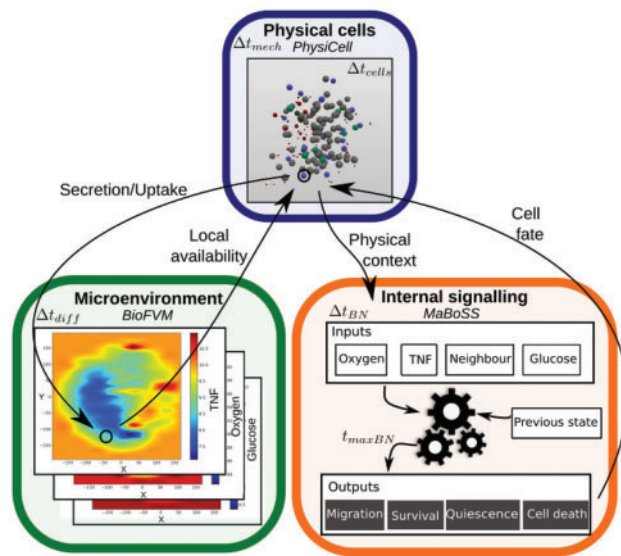 Physical cells
PhysiCell
Δt_mech
Δt_cells
Secretion/Uptake
Local
availability
Physical
context
Cell
fate
Microenvironment
BioFVM
Δt_diff
TNF
Oxygen
Glucose
Y
X
X
X
Internal signalling
MaBoSS
Δt_BN
Inputs
Oxygen
TNF
Neighbour
Glucose
Previous state
t_maxBN
Outputs
Migration
Survival
Quiescence
Cell death